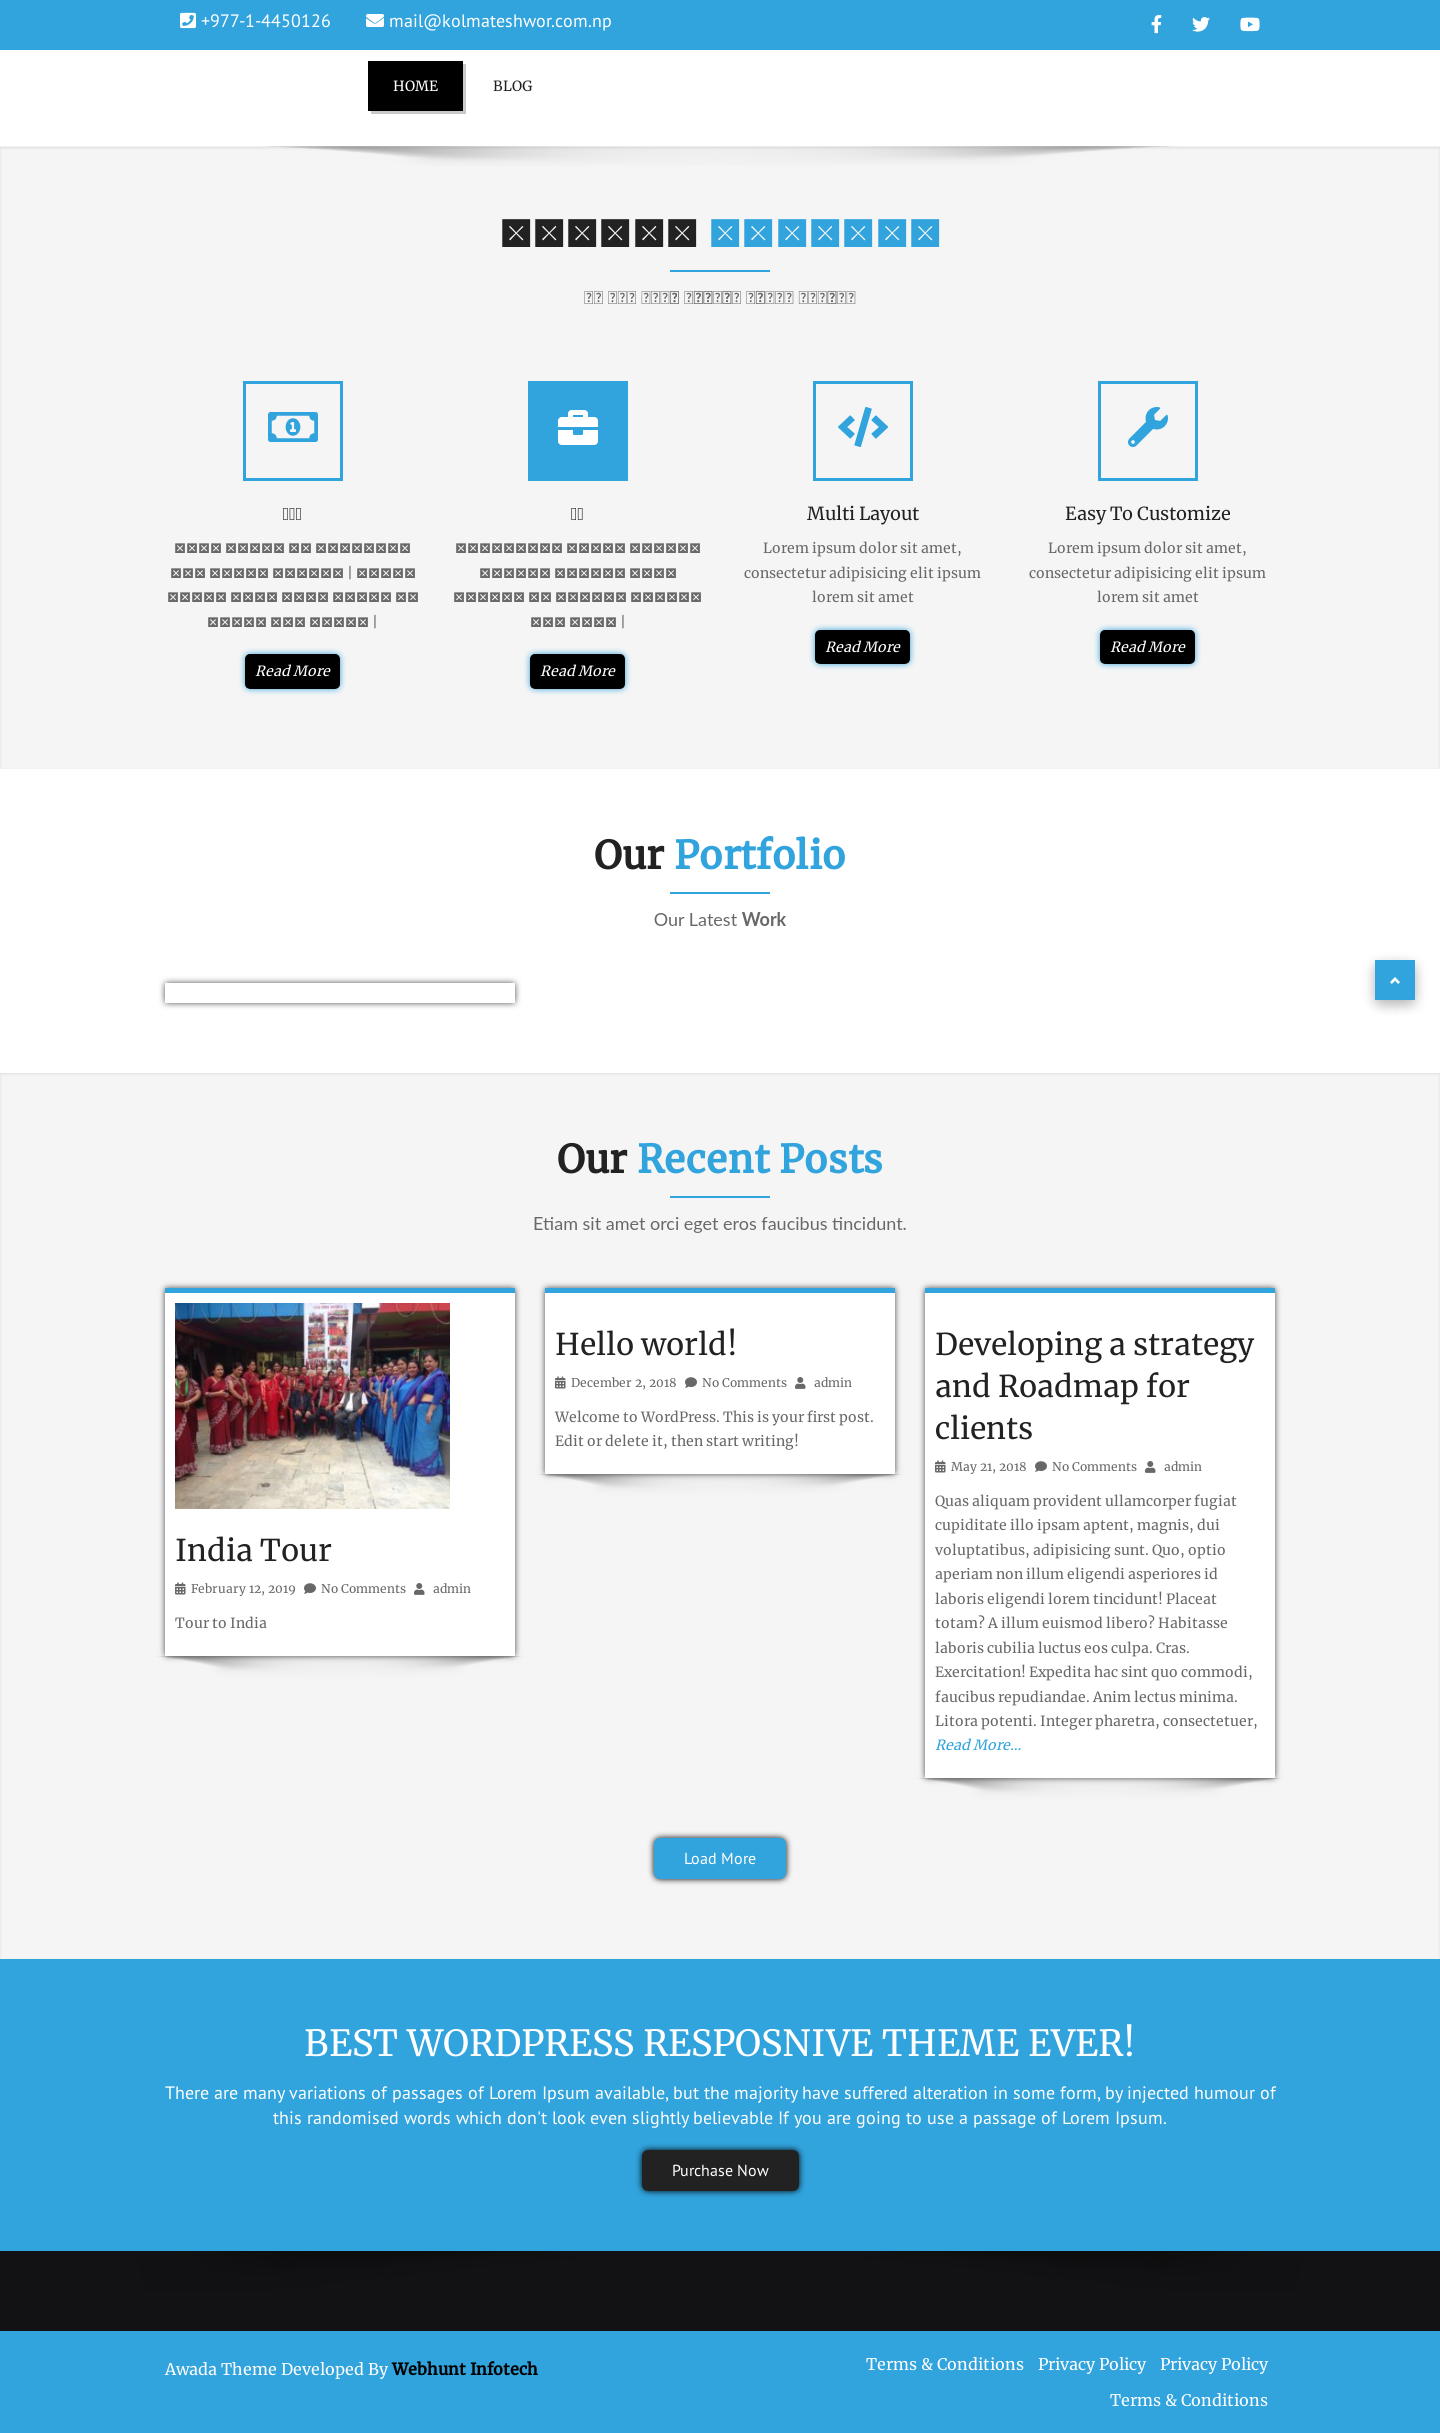 +977-1-4450126 mail@kolmateshwor.com.np
HOME BLOG
Multi Layout
Lorem ipsum dolor sit amet,
consectetur adipisicing elit ipsum
lorem sit amet
Read More
Easy To Customize
Lorem ipsum dolor sit amet,
consectetur adipisicing elit ipsum
lorem sit amet
Read More
Read More
Read More
Our Portfolio
Our Latest Work
Our Recent Posts
Etiam sit amet orci eget eros faucibus tincidunt.
India Tour
February 12, 2019 No Comments admin
Tour to India
Hello world!
December 2, 2018 No Comments admin
Welcome to WordPress. This is your first post.
Edit or delete it, then start writing!
Developing a strategy
and Roadmap for
clients
May 21, 2018 No Comments admin
Quas aliquam provident ullamcorper fugiat
cupiditate illo ipsam aptent, magnis, dui
voluptatibus, adipisicing sunt. Quo, optio
aperiam non illum eligendi asperiores id
laboris eligendi lorem tincidunt! Placeat
totam? A illum euismod libero? Habitasse
laboris cubilia luctus eos culpa. Cras.
Exercitation! Expedita hac sint quo commodi,
faucibus repudiandae. Anim lectus minima.
Litora potenti. Integer pharetra, consectetuer,
Read More...
Load More
BEST WORDPRESS RESPOSNIVE THEME EVER!
There are many variations of passages of Lorem Ipsum available, but the majority have suffered alteration in some form, by injected humour of
this randomised words which don't look even slightly believable If you are going to use a passage of Lorem Ipsum.
Purchase Now
Awada Theme Developed By Webhunt Infotech
Terms & Conditions Privacy Policy Privacy Policy
Terms & Conditions